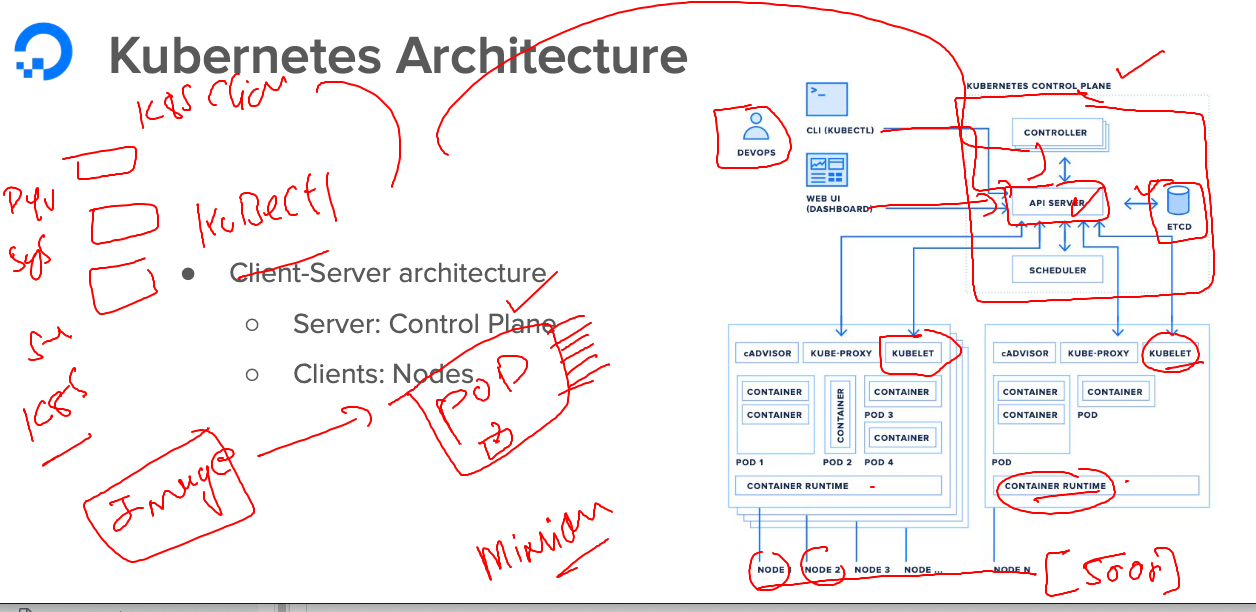 Kubernetes Architecture
K8S Client
KuBectl
● Client-Server architecture
○ Server: Control Plane
○ Clients: Nodes
K8S
Image
POD
[5000]
DEVOPS
CLI (KUBECTL)
WEB UI
(DASHBOARD)
KUBERNETES CONTROL PLANE
CONTROLLER
API SERVER
ETCD
SCHEDULER
cADVISOR
KUBE-PROXY
KUBELET
CONTAINER
CONTAINER
POD 1
CONTAINER
POD 2
CONTAINER
POD 3
CONTAINER
POD 4
CONTAINER RUNTIME
cADVISOR
KUBE-PROXY
KUBELET
CONTAINER
CONTAINER
POD
CONTAINER
POD
CONTAINER RUNTIME
NODE 1
NODE 2
NODE 3
NODE ...
NODE N